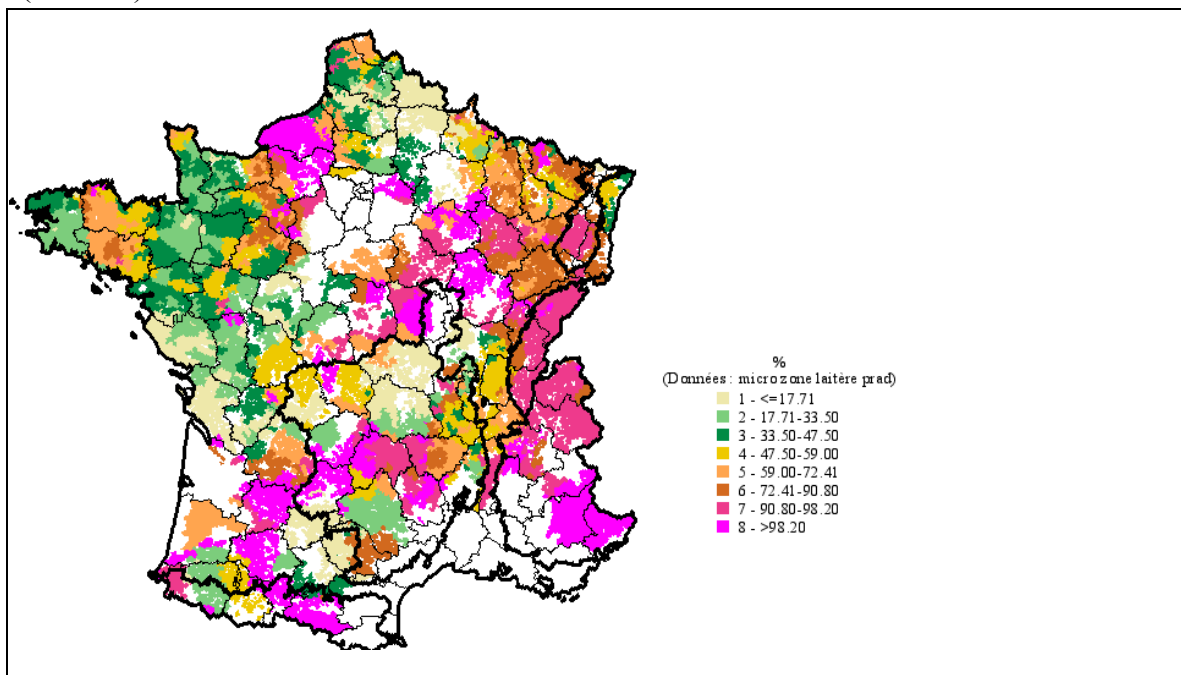 %
(Données : microzone laitère prad)
1 - <=17.71
2 - 17.71-33.50
3 - 33.50-47.50
4 - 47.50-59.00
5 - 59.00-72.41
6 - 72.41-90.80
7 - 90.80-98.20
8 - >98.20